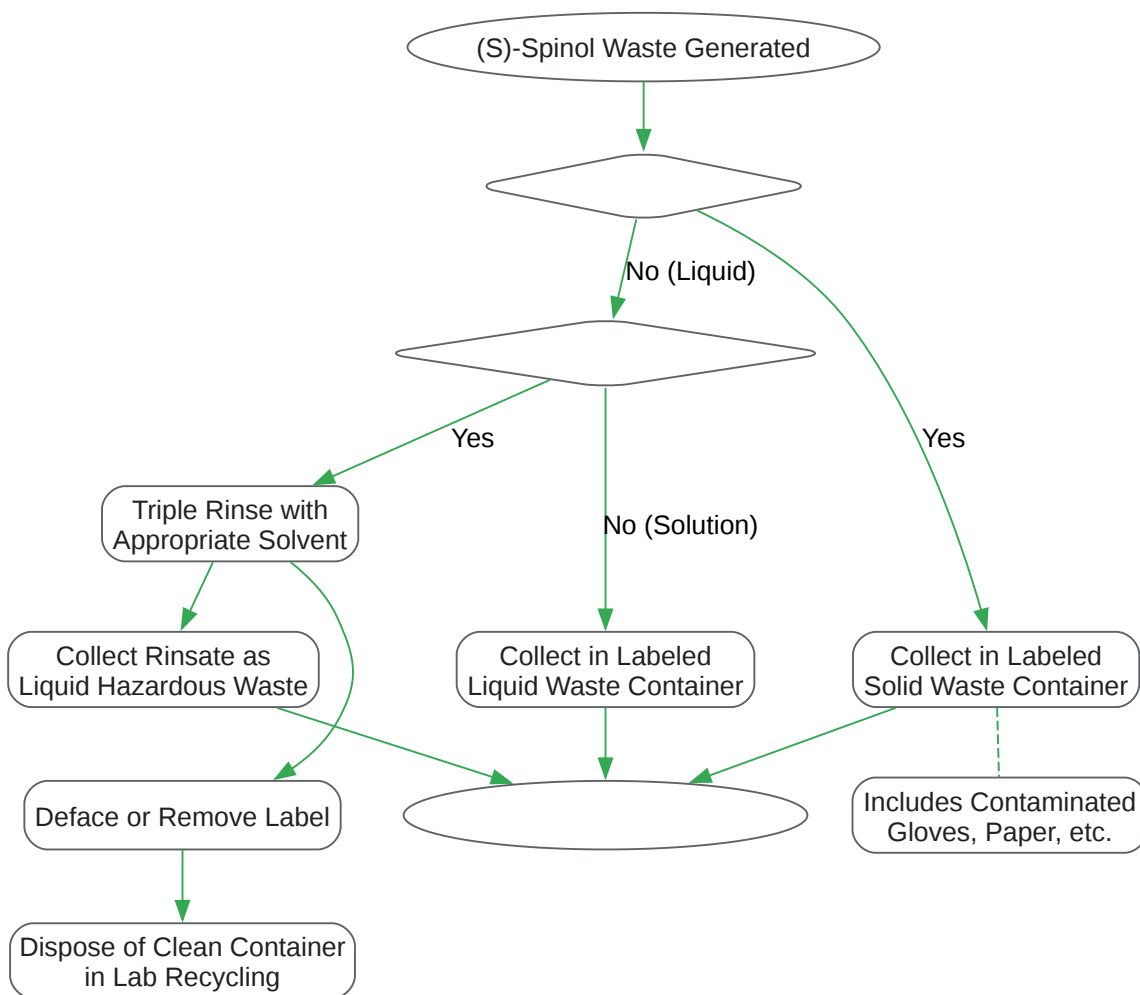 (S)-Spinol Waste Generated
No (Liquid)
Yes
Yes
Triple Rinse with
Appropriate Solvent
No (Solution)
Collect Rinsate as
Liquid Hazardous Waste
Collect in Labeled
Liquid Waste Container
Collect in Labeled
Solid Waste Container
Deface or Remove Label
Includes Contaminated
Gloves, Paper, etc.
Dispose of Clean Container
in Lab Recycling